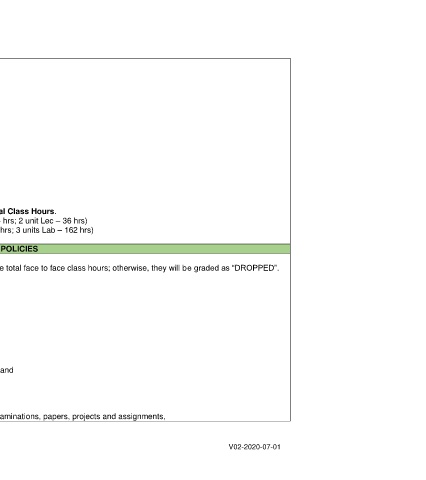 al Class Hours.
hrs; 2 unit Lec – 36 hrs)
hrs; 3 units Lab – 162 hrs)
POLICIES
e total face to face class hours; otherwise, they will be graded as “DROPPED”.
and
aminations, papers, projects and assignments.
V02-2020-07-01